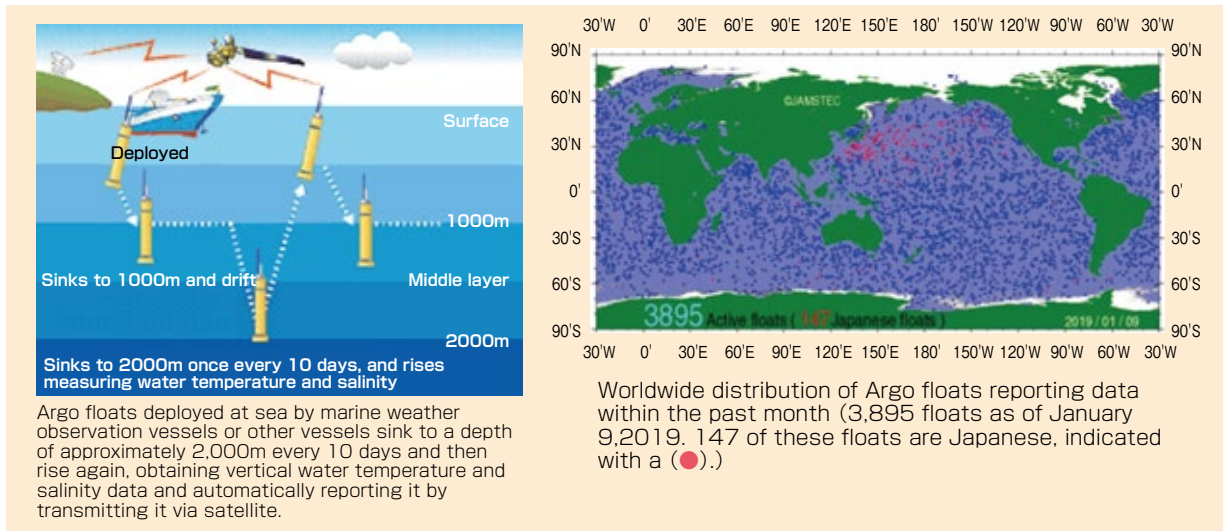 Surface
Deployed
1000m
Sinks to 1000m and drift
Middle layer
2000m
Sinks to 2000m once every 10 days, and rises
measuring water temperature and salinity
Argo floats deployed at sea by marine weather
observation vessels or other vessels sink to a depth
of approximately 2,000m every 10 days and then
rise again, obtaining vertical water temperature and
salinity data and automatically reporting it by
transmitting it via satellite.
30'W 0' 30'E 60'E 90'E 120'E 150'E 180' 150'W 120'W 90'W 60'W 30'W
90'N 90'N
60'N 60'N
©JAMSTEC
30'N 30'N
0' 0'
30'S 30'S
60'S 60'S
3895 Active floats ( 147 Japanese floats ) 2019/01/09
90'S 90'S
30'W 0' 30'E 60'E 90'E 120'E 150'E 180' 150'W 120'W 90'W 60'W 30'W
Worldwide distribution of Argo floats reporting data
within the past month (3,895 floats as of January
9,2019. 147 of these floats are Japanese, indicated
with a (●).)